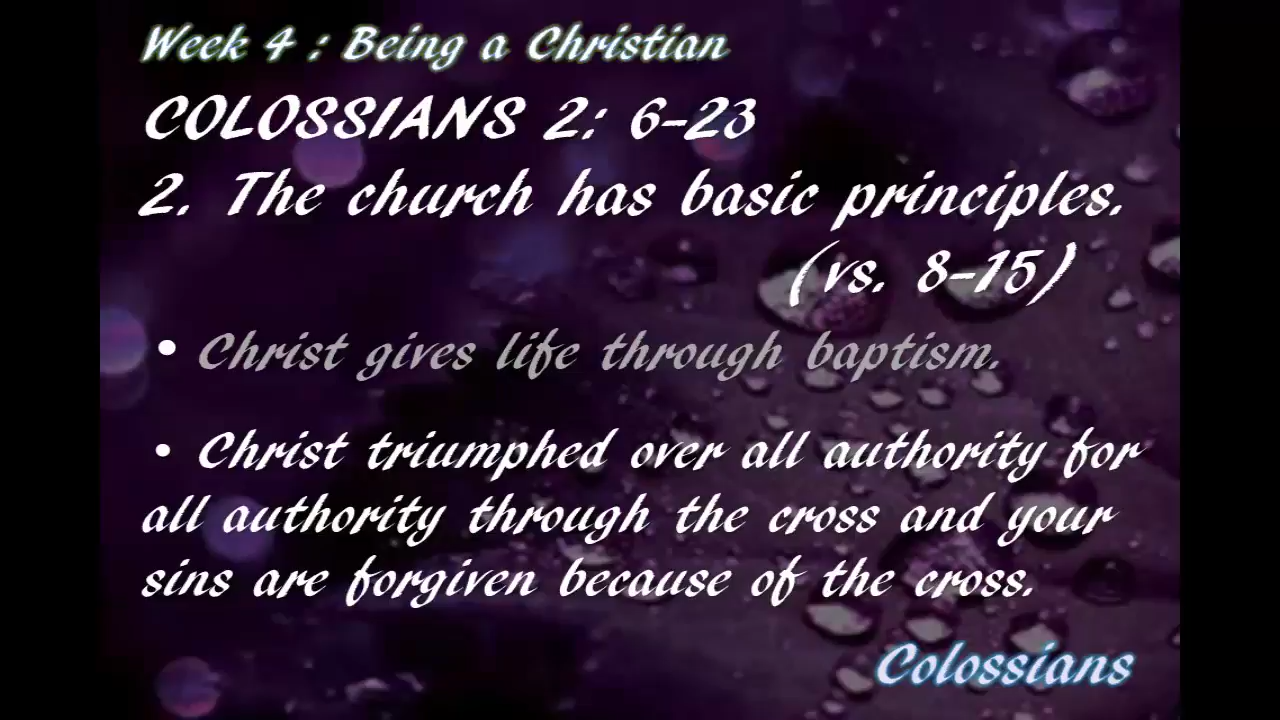 Week 4 : Being a Christian
COLOSSIANS 2: 6-23
2. The church has basic principles.
(vs. 8-15)
• Christ gives life through baptism.
• Christ triumphed over all authority for
all authority through the cross and your
sins are forgiven because of the cross.
Colossians